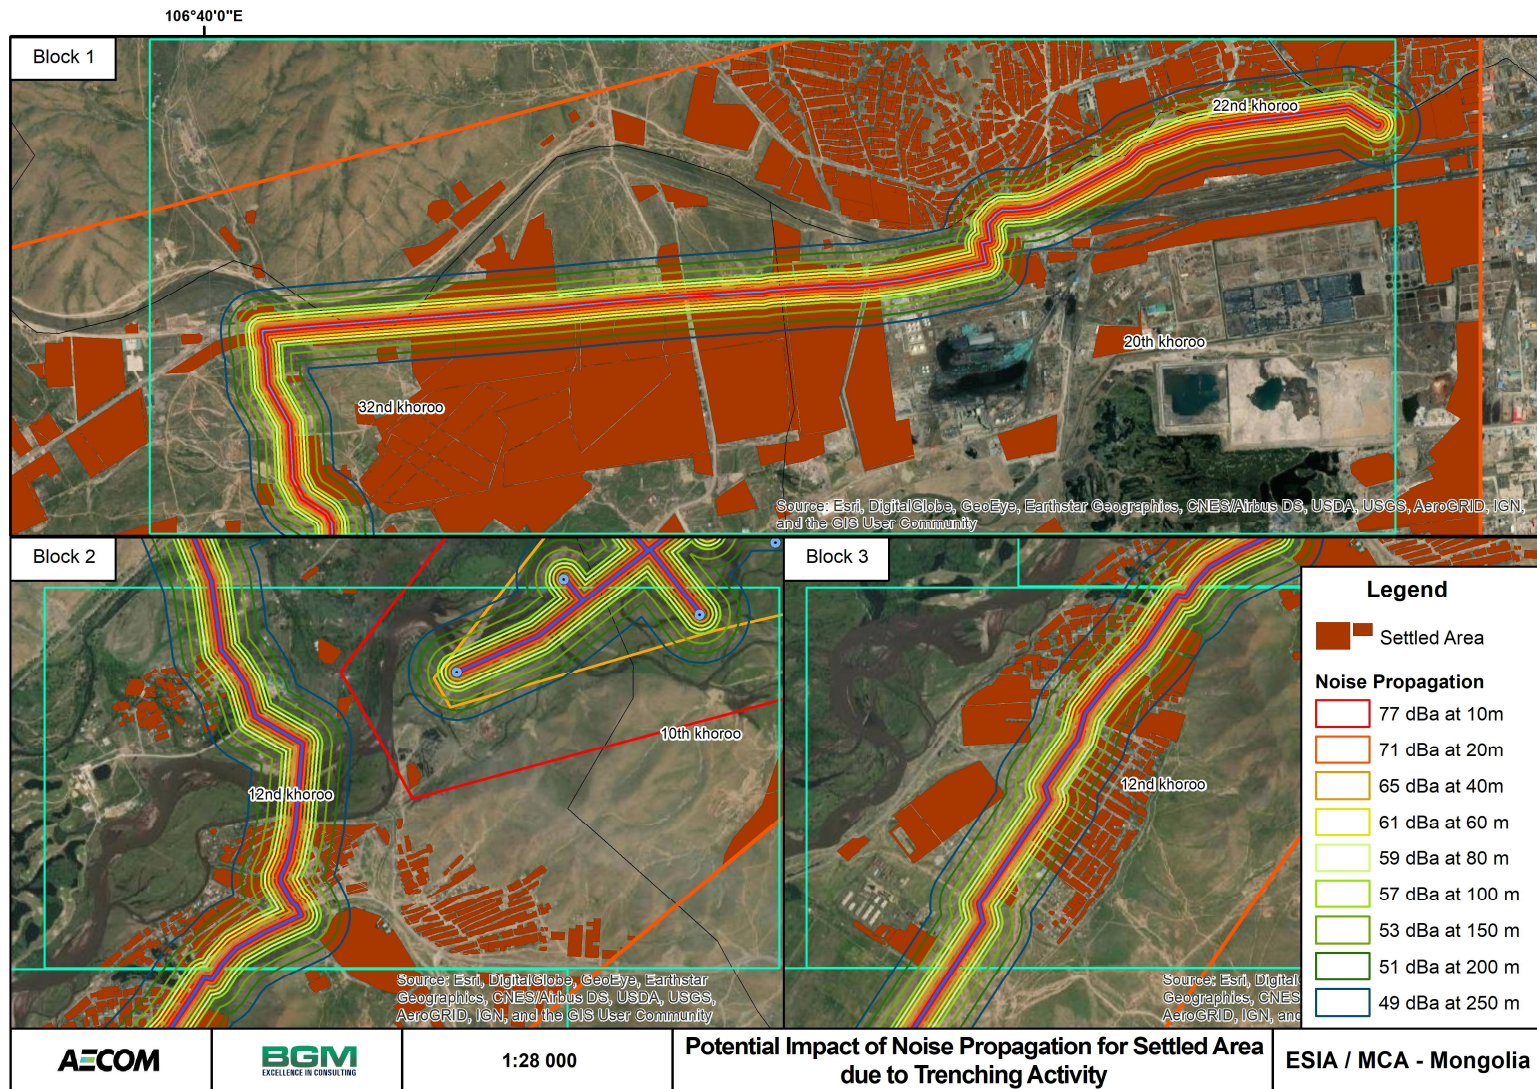 106°40'0"E
Block 1
22nd khoroo
20th khoroo
32nd khoroo
Source: Esri, DigitalGlobe, GeoEye, Earthstar Geographics, CNES/Airbus DS, USDA, USGS, AeroGRID, IGN,
and the GIS User Community
Block 2
10th khoroo
12nd khoroo
Source: Esri, DigitalGlobe, GeoEye, Earthstar
Geographics, CNES/Airbus DS, USDA, USGS,
AeroGRID, IGN, and the GIS User Community
Block 3
12nd khoroo
Source: Esri, Digital
Geographics, CNES
AeroGRID, IGN, and
Legend
Settled Area
Noise Propagation
77 dBa at 10m
71 dBa at 20m
65 dBa at 40m
61 dBa at 60 m
59 dBa at 80 m
57 dBa at 100 m
53 dBa at 150 m
51 dBa at 200 m
49 dBa at 250 m
AECOM
BGM
EXCELLENCE IN CONSULTING
1:28 000
Potential Impact of Noise Propagation for Settled Area
due to Trenching Activity
ESIA / MCA - Mongolia